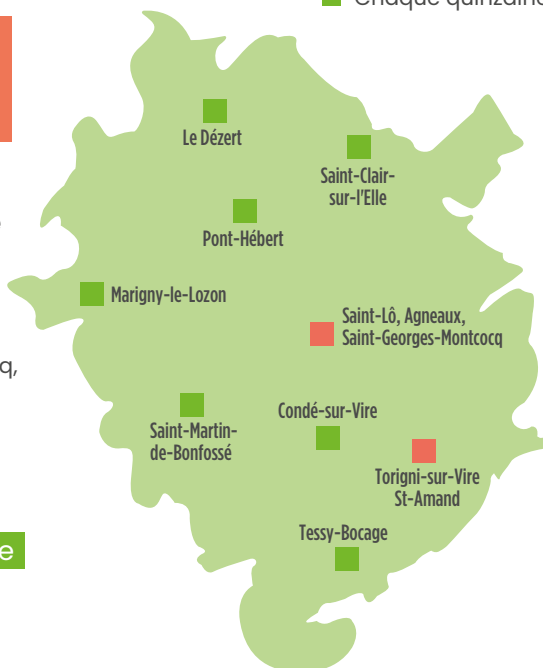 Chaque quinzaine
Le Dézert
Saint-Clair-
sur-l'Elle
Pont-Hébert
Marigny-le-Lozon
Saint-Lô, Agneaux,
Saint-Georges-Montcocq
q,
Saint-Martin-
de-Bonfossé
Condé-sur-Vire
Torigni-sur-Vire
St-Amand
Tessy-Bocage
e